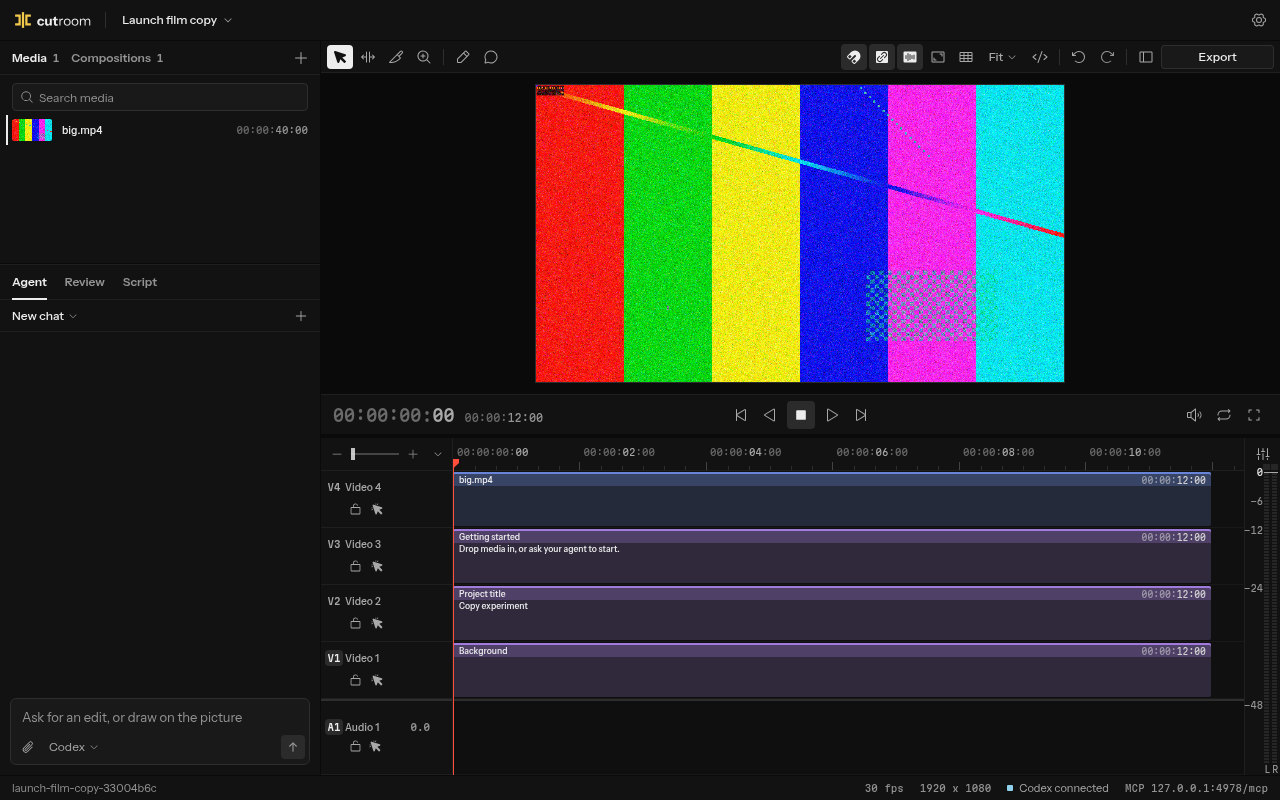 cutroom
Launch film copy
Media 1 Compositions 1
Fit
Export
Search media
big.mp4 00:00:40:00
Agent Review Script
New chat
00:00:00:00 00:00:12:00
00:00:00:00 00:00:02:00 00:00:04:00 00:00:06:00 00:00:08:00 00:00:10:00
V4 Video 4
big.mp4 00:00:12:00
V3 Video 3
Getting started 00:00:12:00
Drop media in, or ask your agent to start.
V2 Video 2
Project title 00:00:12:00
Copy experiment
V1 Video 1
Background 00:00:12:00
A1 Audio 1 0.0
0
-6
-12
-24
-48
L R
Ask for an edit, or draw on the picture
Codex
launch-film-copy-33004b6c
30 fps 1920 x 1080 Codex connected MCP 127.0.0.1:4978/mcp